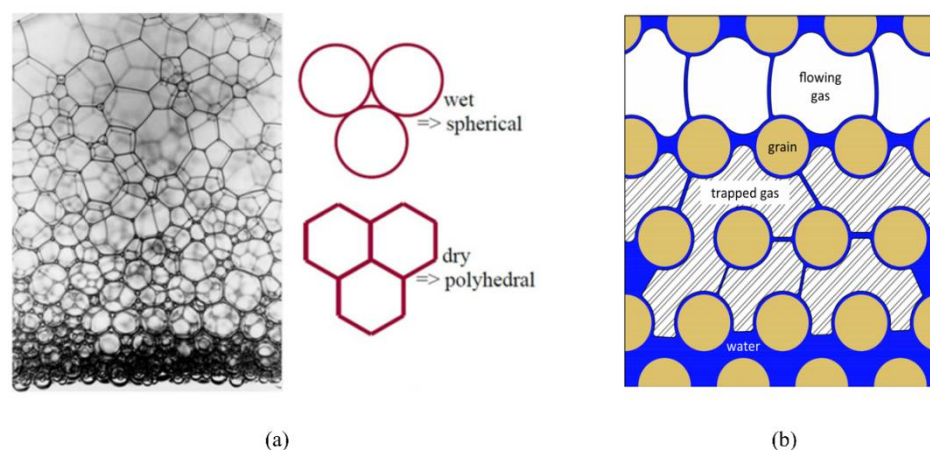 wet
=> spherical
dry
=> polyhedral
(a)
flowing
gas
grain
trapped gas
water
(b)